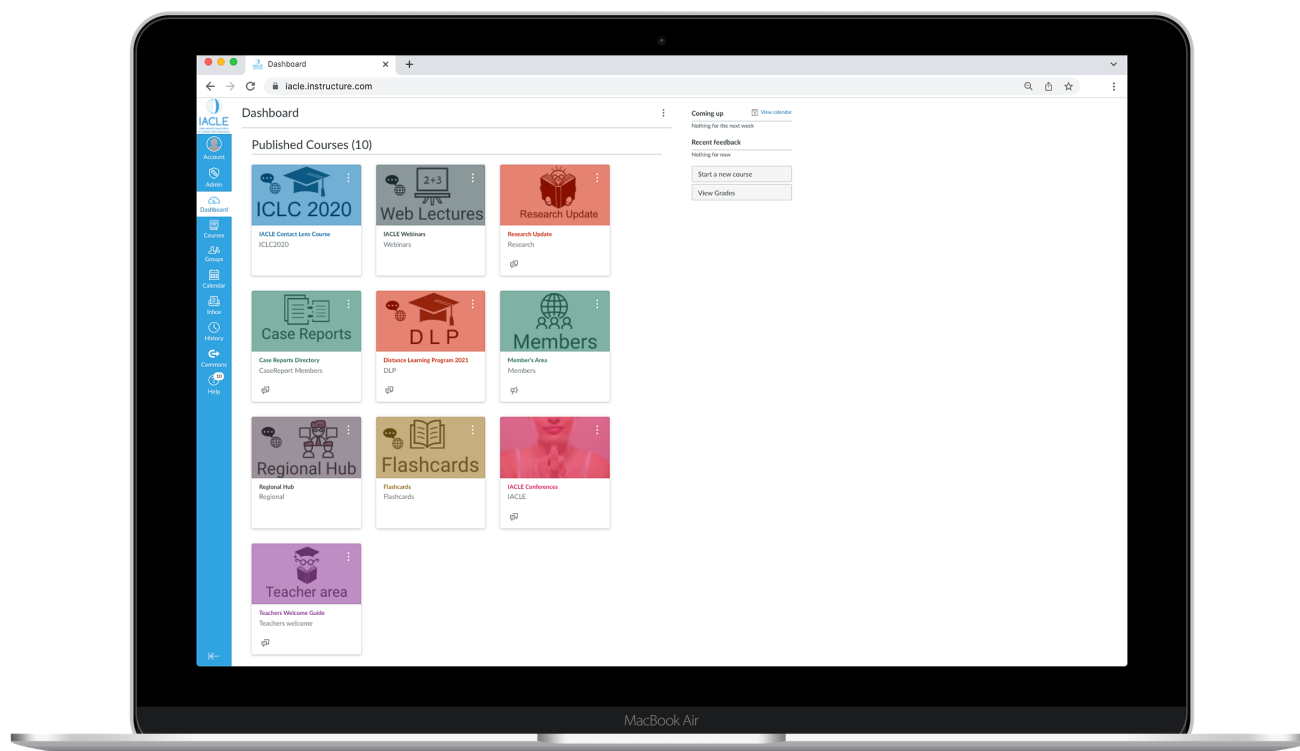 Dashboard
iacle.instructure.com
IACLE
Dashboard
Account
Admin
Dashboard
Courses
Groups
Calendar
Inbox
History
Commons
10
Help
Published Courses (10)
ICLC 2020
IACLE Contact Lens Course
ICLC2020
2+3
Web Lectures
IACLE Webinars
Webinars
Research Update
Research Update
Research
Case Reports
Case Reports Directory
CaseReport Members
DLP
Distance Learning Program 2021
DLP
Members
Member's Area
Members
Regional Hub
Regional Hub
Regional
Flashcards
Flashcards
Flashcards
IACLE Conferences
IACLE
Teacher area
Teachers Welcome Guide
Teachers welcome
Coming up
View calendar
Nothing for the next week
Recent feedback
Nothing for now
Start a new course
View Grades
MacBook Air